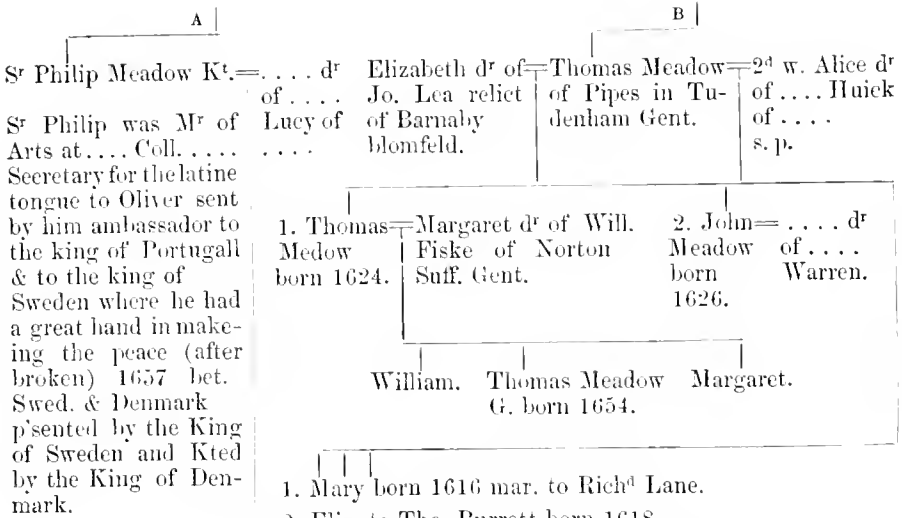 A
B
Sʳ Philip Meadow Kᵗ.=.... dʳ
of ....
Lucy of
....
Sʳ Philip was Mʳ of
Arts at.... Coll.....
Secretary for the latine
tongue to Oliver sent
by him ambassador to
the king of Portugall
& to the king of
Sweden where he had
a great hand in make-
ing the peace (after
broken) 1657 bet.
Swed. & Denmark
p'sented by the King
of Sweden and Kted
by the King of Den-
mark.
Elizabeth dʳ of
Jo. Lea relict
of Barnaby
blomfeld.
=Thomas Meadow=
of Pipes in Tu-
denham Gent.
2ᵈ w. Alice dʳ
of .... Huick
of ....
s. p.
1. Thomas=
Medow
born 1624.
Margaret dʳ of Will.
Fiske of Norton
Suff. Gent.
2. John=
Meadow
born
1626.
.... dʳ
of ....
Warren.
William.
Thomas Meadow
G. born 1654.
Margaret.
1. Mary born 1616 mar. to Richᵈ Lane.